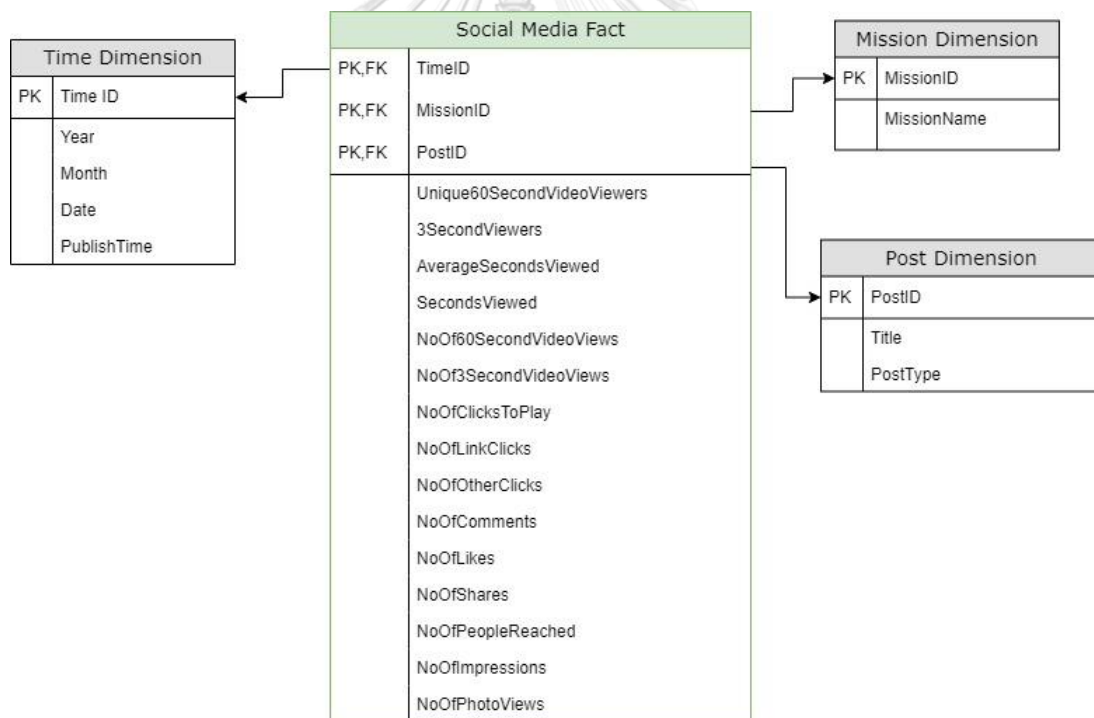 Time Dimension
PK Time ID
Year
Month
Date
PublishTime
Social Media Fact
PK,FK TimeID
PK,FK MissionID
PK,FK PostID
Unique60SecondVideoViewers
3SecondViewers
AverageSecondsViewed
SecondsViewed
NoOf60SecondVideoViews
NoOf3SecondVideoViews
NoOfClicksToPlay
NoOfLinkClicks
NoOfOtherClicks
NoOfComments
NoOfLikes
NoOfShares
NoOfPeopleReached
NoOfImpressions
NoOfPhotoViews
Mission Dimension
PK MissionID
MissionName
Post Dimension
PK PostID
Title
PostType